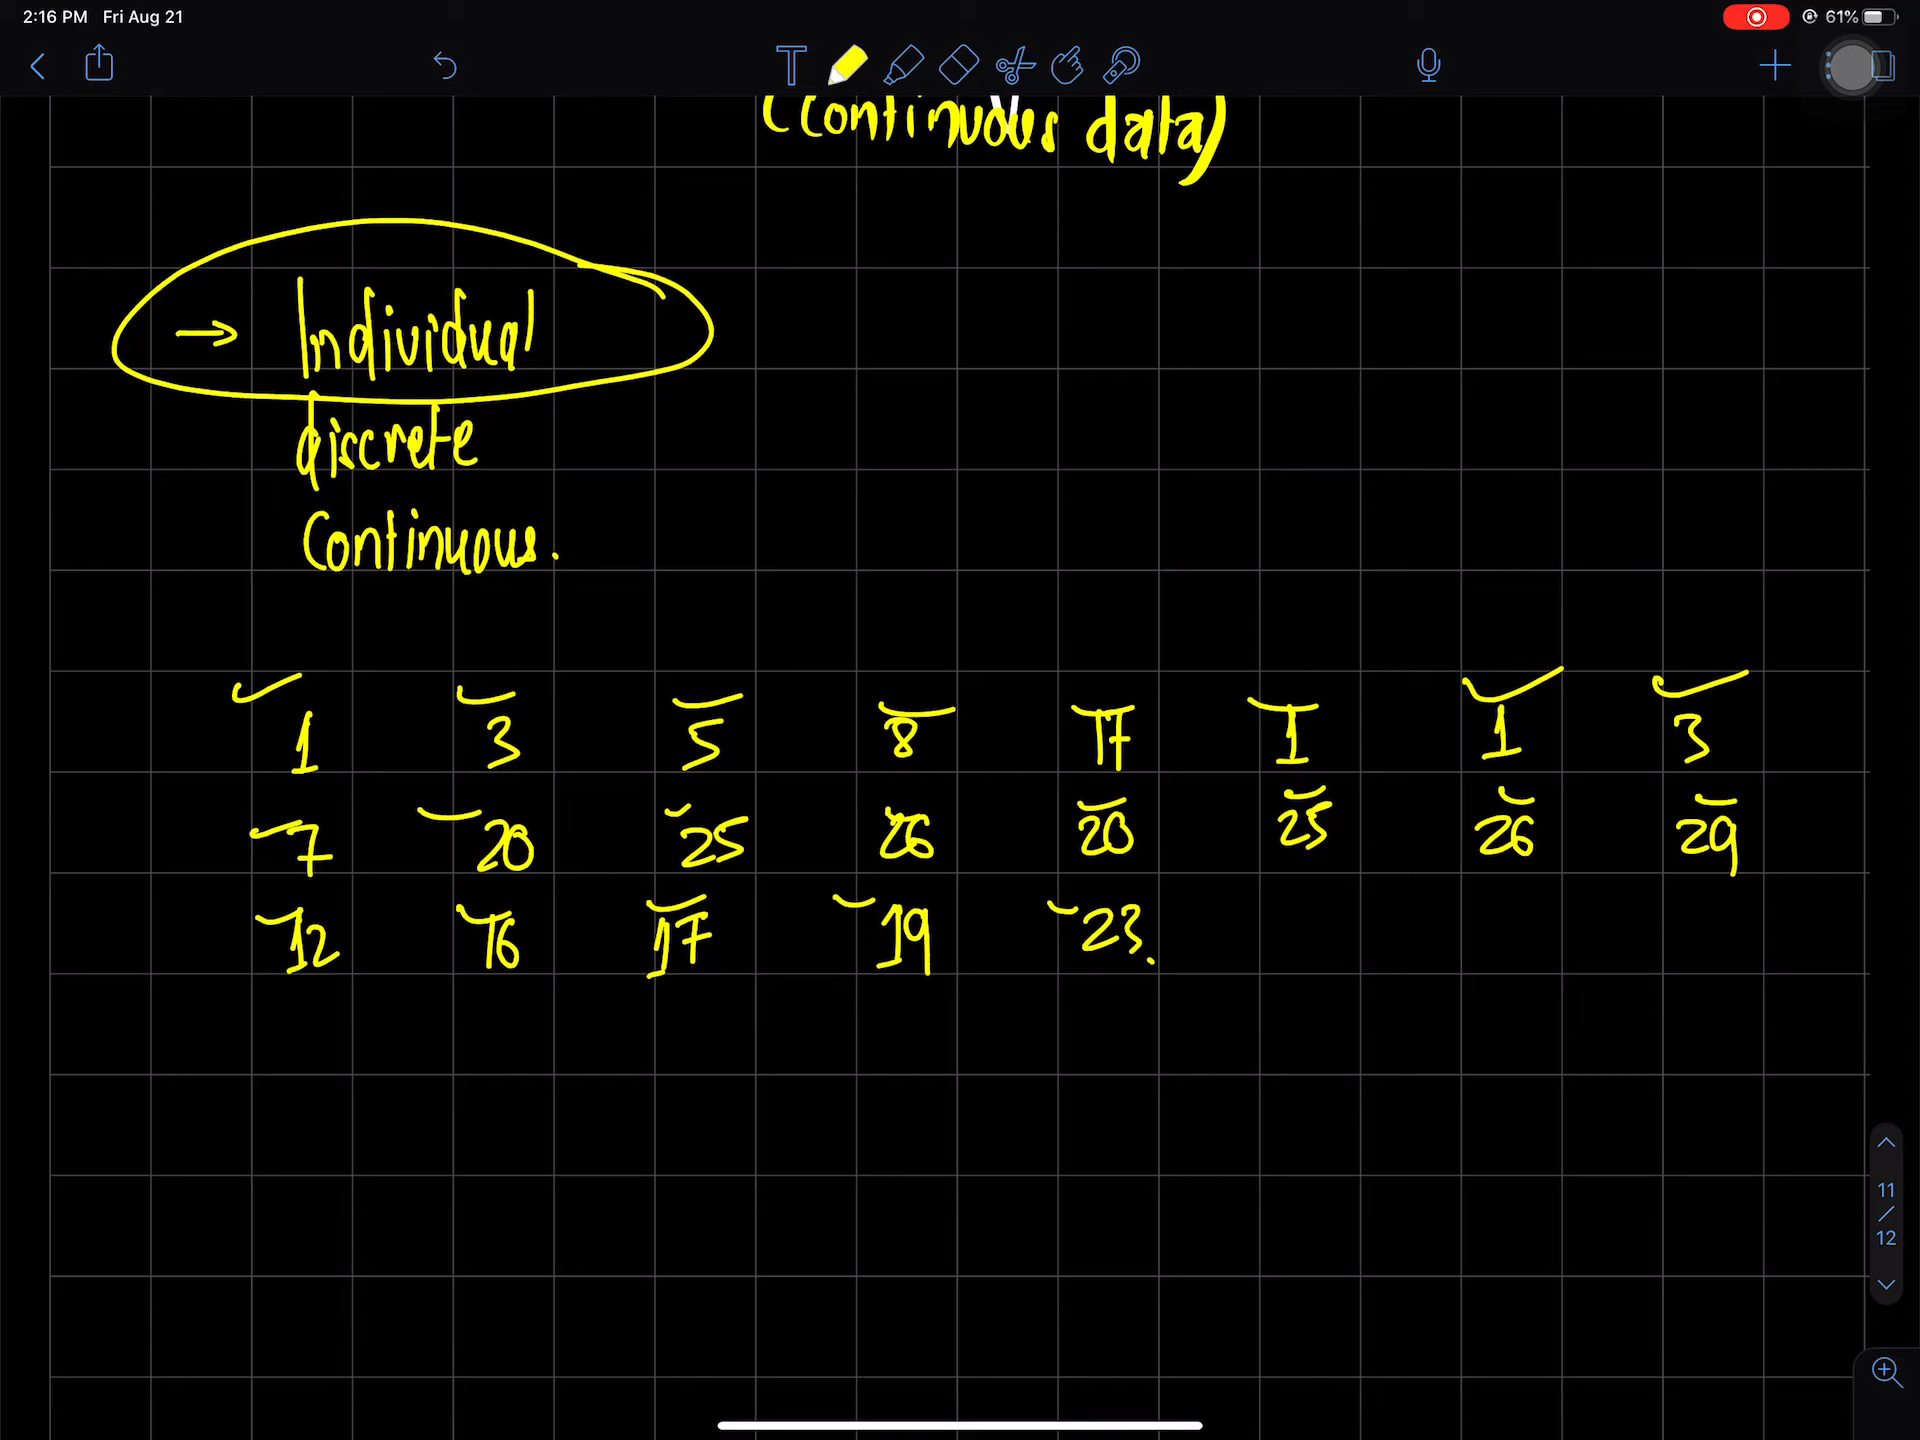 2:16 PM Fri Aug 21 61%
(Continuous data)
→ Individual
discrete
Continuous.
1 3 5 8 17 1 1 3
7 20 25 26 20 25 26 29
12 16 17 19 23.
11
/
12